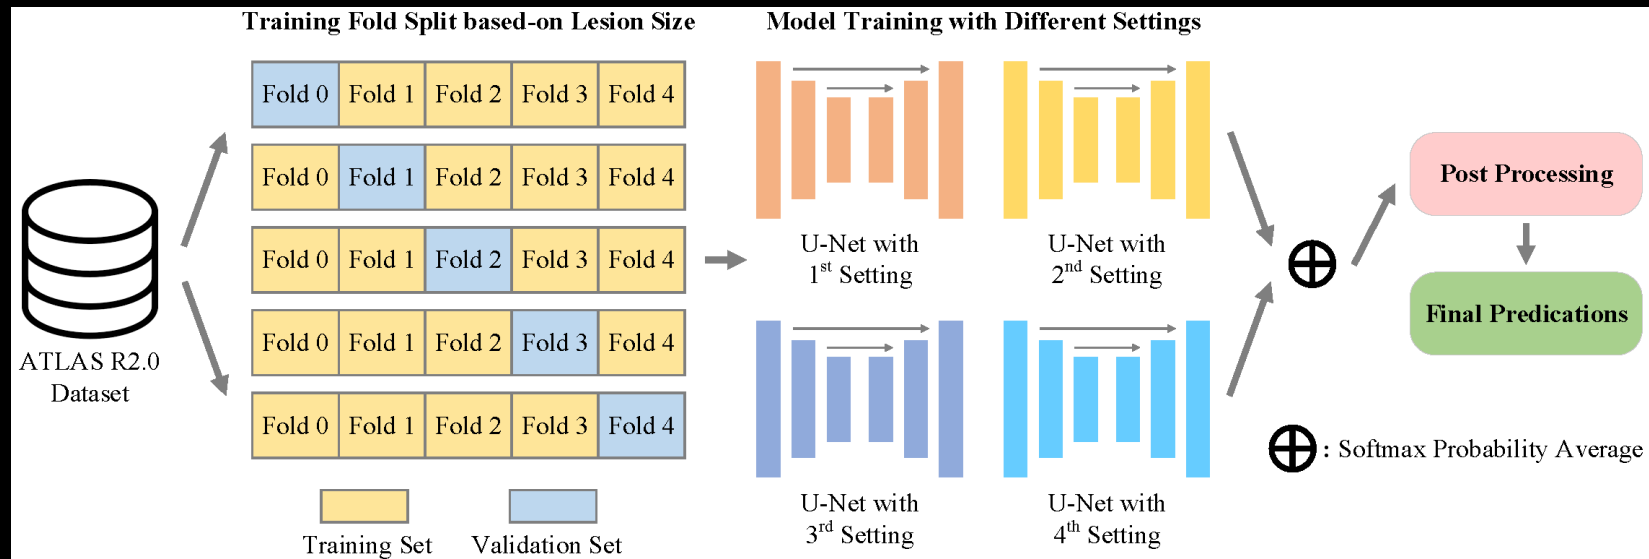 Training Fold Split based-on Lesion Size
Fold 0 Fold 1 Fold 2 Fold 3 Fold 4
Fold 0 Fold 1 Fold 2 Fold 3 Fold 4
Fold 0 Fold 1 Fold 2 Fold 3 Fold 4
Fold 0 Fold 1 Fold 2 Fold 3 Fold 4
Fold 0 Fold 1 Fold 2 Fold 3 Fold 4
Training Set
Validation Set
ATLAS R2.0
Dataset
Model Training with Different Settings
U-Net with
1st Setting
U-Net with
2nd Setting
U-Net with
3rd Setting
U-Net with
4th Setting
Post Processing
Final Predications
: Softmax Probability Average